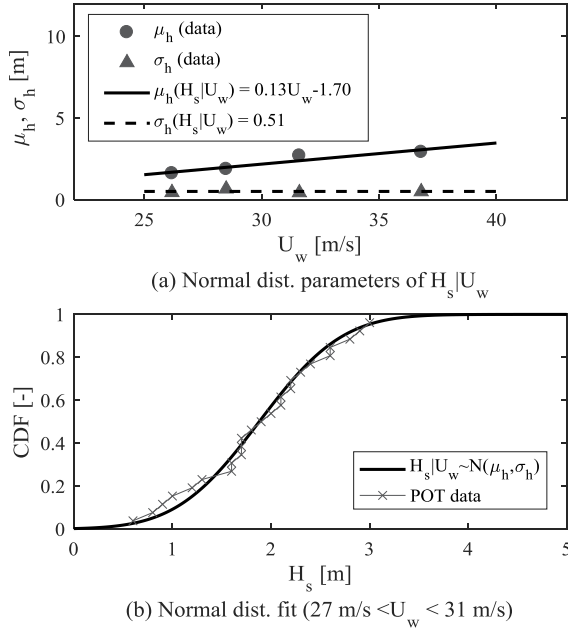 10
5
0
μh, σh [m]
μh (data)
σh (data)
μh(Hs|Uw) = 0.13Uw-1.70
σh(Hs|Uw) = 0.51
25 30 35 40
Uw [m/s]
(a) Normal dist. parameters of Hs|Uw
1
0.8
0.6
0.4
0.2
0
CDF [-]
Hs|Uw~N(μh,σh)
POT data
0 1 2 3 4 5
Hs [m]
(b) Normal dist. fit (27 m/s <Uw < 31 m/s)